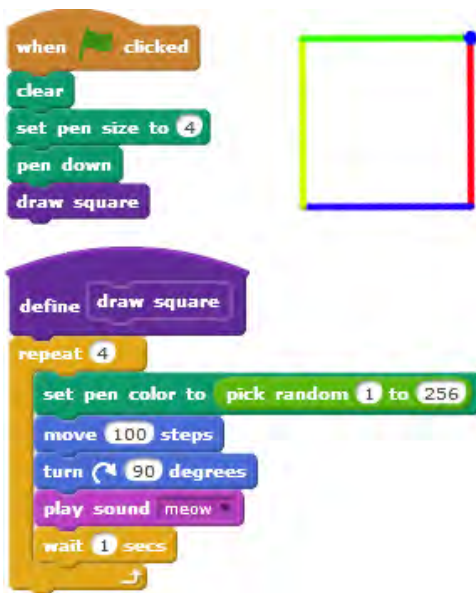 when clicked
clear
set pen size to 4
pen down
draw square
define draw square
repeat 4
set pen color to pick random 1 to 256
move 100 steps
turn 90 degrees
play sound meow
wait 1 secs